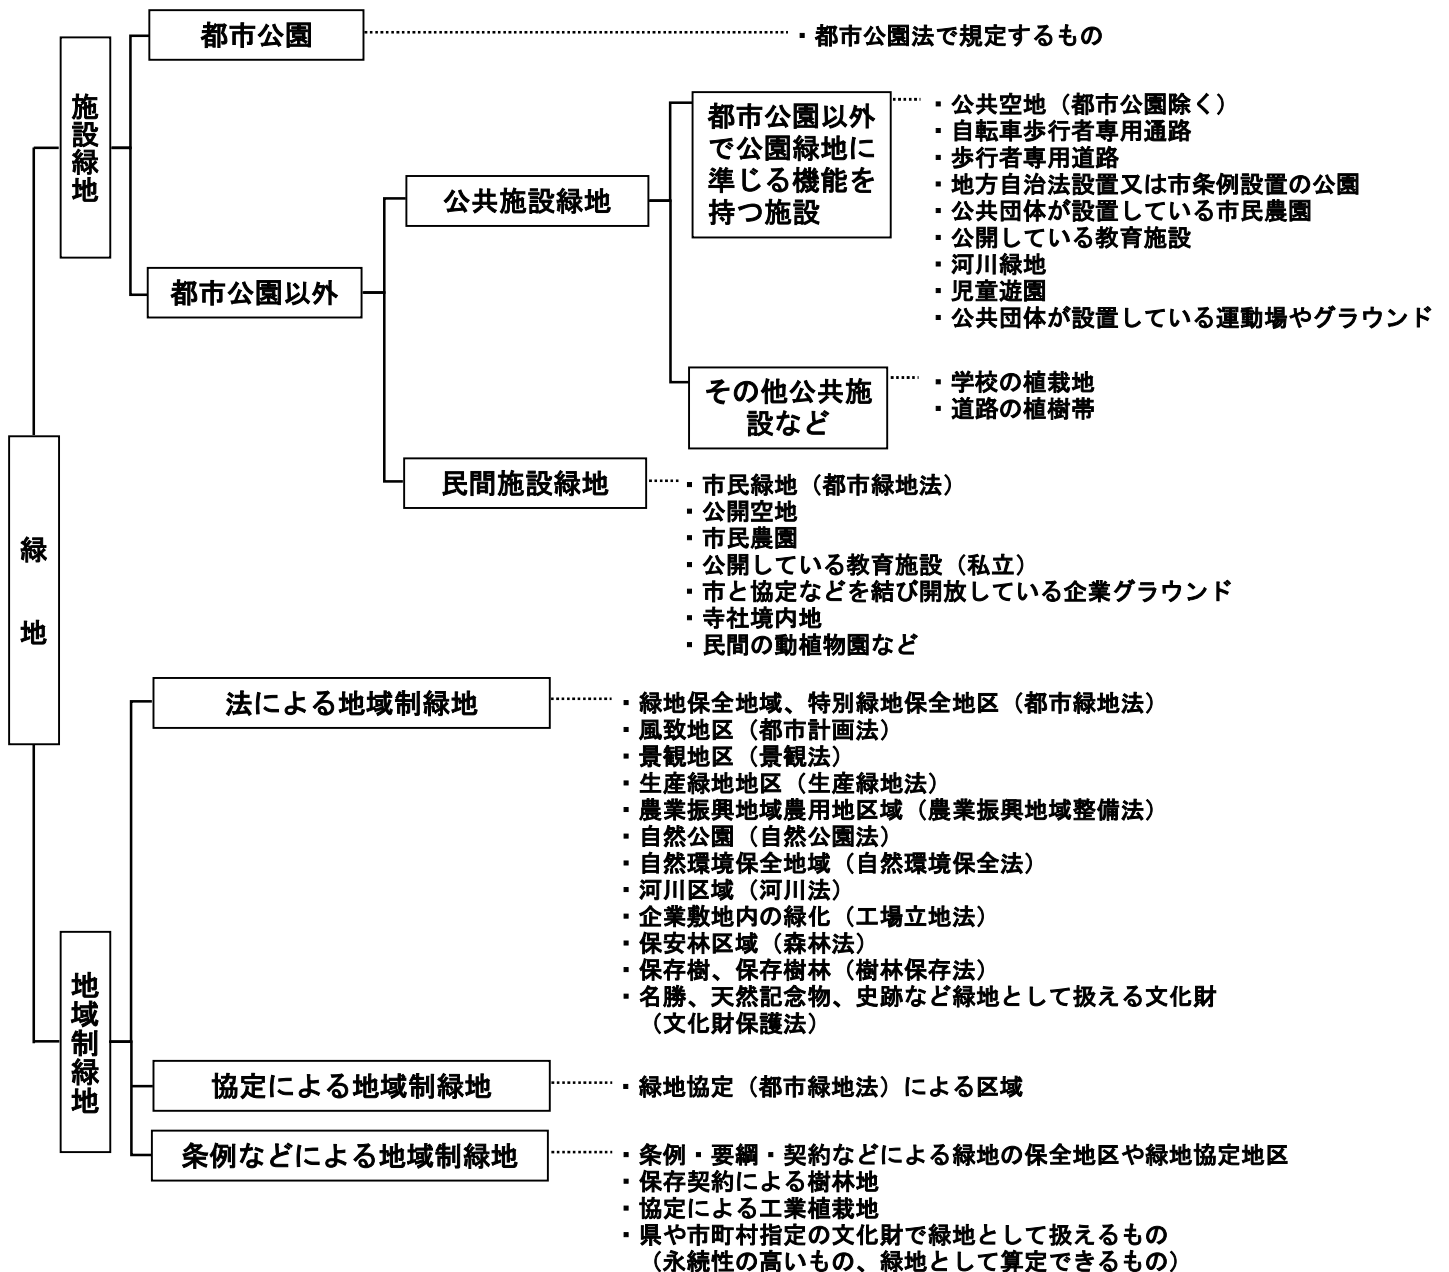 都市公園
・都市公園法で規定するもの
施設緑地
都市公園以外
で公園緑地に
準じる機能を
持つ施設
・公共空地（都市公園除く）
・自転車歩行者専用通路
・歩行者専用道路
・地方自治法設置又は市条例設置の公園
・公共団体が設置している市民農園
・公開している教育施設
・河川緑地
・児童遊園
・公共団体が設置している運動場やグラウンド
公共施設緑地
都市公園以外
その他公共施
設など
・学校の植栽地
・道路の植樹帯
民間施設緑地
・市民緑地（都市緑地法）
・公開空地
・市民農園
・公開している教育施設（私立）
・市と協定などを結び開放している企業グラウンド
・寺社境内地
・民間の動植物園など
緑地
法による地域制緑地
・緑地保全地域、特別緑地保全地区（都市緑地法）
・風致地区（都市計画法）
・景観地区（景観法）
・生産緑地地区（生産緑地法）
・農業振興地域農用地区域（農業振興地域整備法）
・自然公園（自然公園法）
・自然環境保全地域（自然環境保全法）
・河川区域（河川法）
・企業敷地内の緑化（工場立地法）
・保安林区域（森林法）
・保存樹、保存樹林（樹林保存法）
・名勝、天然記念物、史跡など緑地として扱える文化財
（文化財保護法）
地域制緑地
協定による地域制緑地
・緑地協定（都市緑地法）による区域
条例などによる地域制緑地
・条例・要綱・契約などによる緑地の保全地区や緑地協定地区
・保存契約による樹林地
・協定による工業植栽地
・県や市町村指定の文化財で緑地として扱えるもの
（永続性の高いもの、緑地として算定できるもの）